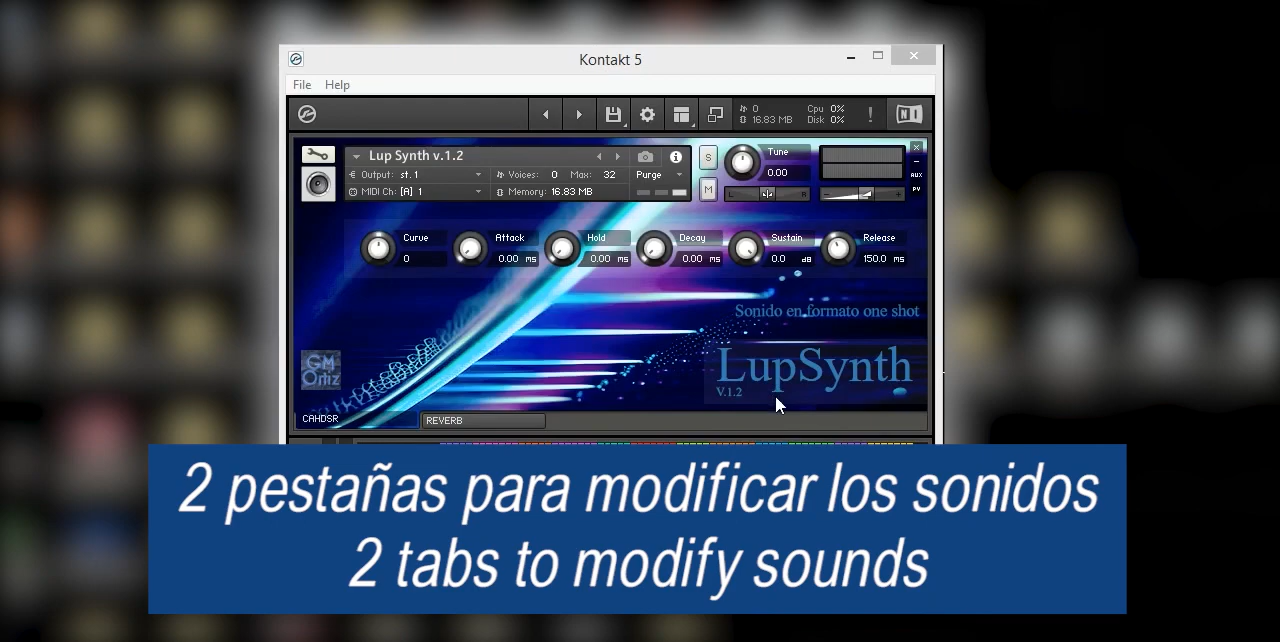 Kontakt 5
File Help
0 Cpu 0%
16.83 MB Disk 0%
Lup Synth v.1.2
S
Tune
0.00
Output: st.1 Voices: 0 Max: 32 Purge
MIDI Ch: [A] 1 Memory: 16.83 MB
M
L R
AUX
PV
Curve Attack Hold Decay Sustain Release
0 0.00 ms 0.00 ms 0.00 ms 0.0 dB 150.0 ms
Sonido en formato one shot
GM
Ortiz
LupSynth
V.1.2
CAHDSR REVERB
2 pestañas para modificar los sonidos
2 tabs to modify sounds